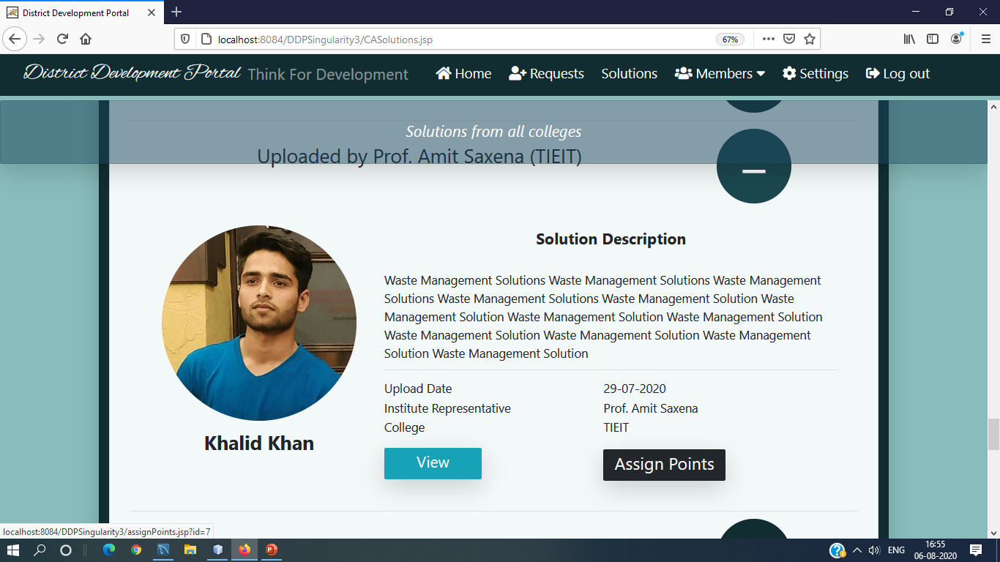 District Development Portal
localhost:8084/DDPSingularity3/CASolutions.jsp
67%
District Development Portal Think For Development Home Requests Solutions Members Settings Log out
Solutions from all colleges
Uploaded by Prof. Amit Saxena (TIEIT)
Solution Description
Waste Management Solutions Waste Management Solutions Waste Management
Solutions Waste Management Solutions Waste Management Solution Waste
Management Solution Waste Management Solution Waste Management Solution
Waste Management Solution Waste Management Solution Waste Management
Solution Waste Management Solution
Upload Date 29-07-2020
Institute Representative Prof. Amit Saxena
College TIEIT
Khalid Khan
View Assign Points
localhost:8084/DDPSingularity3/assignPoints.jsp?id=7
ENG 16:55
06-08-2020